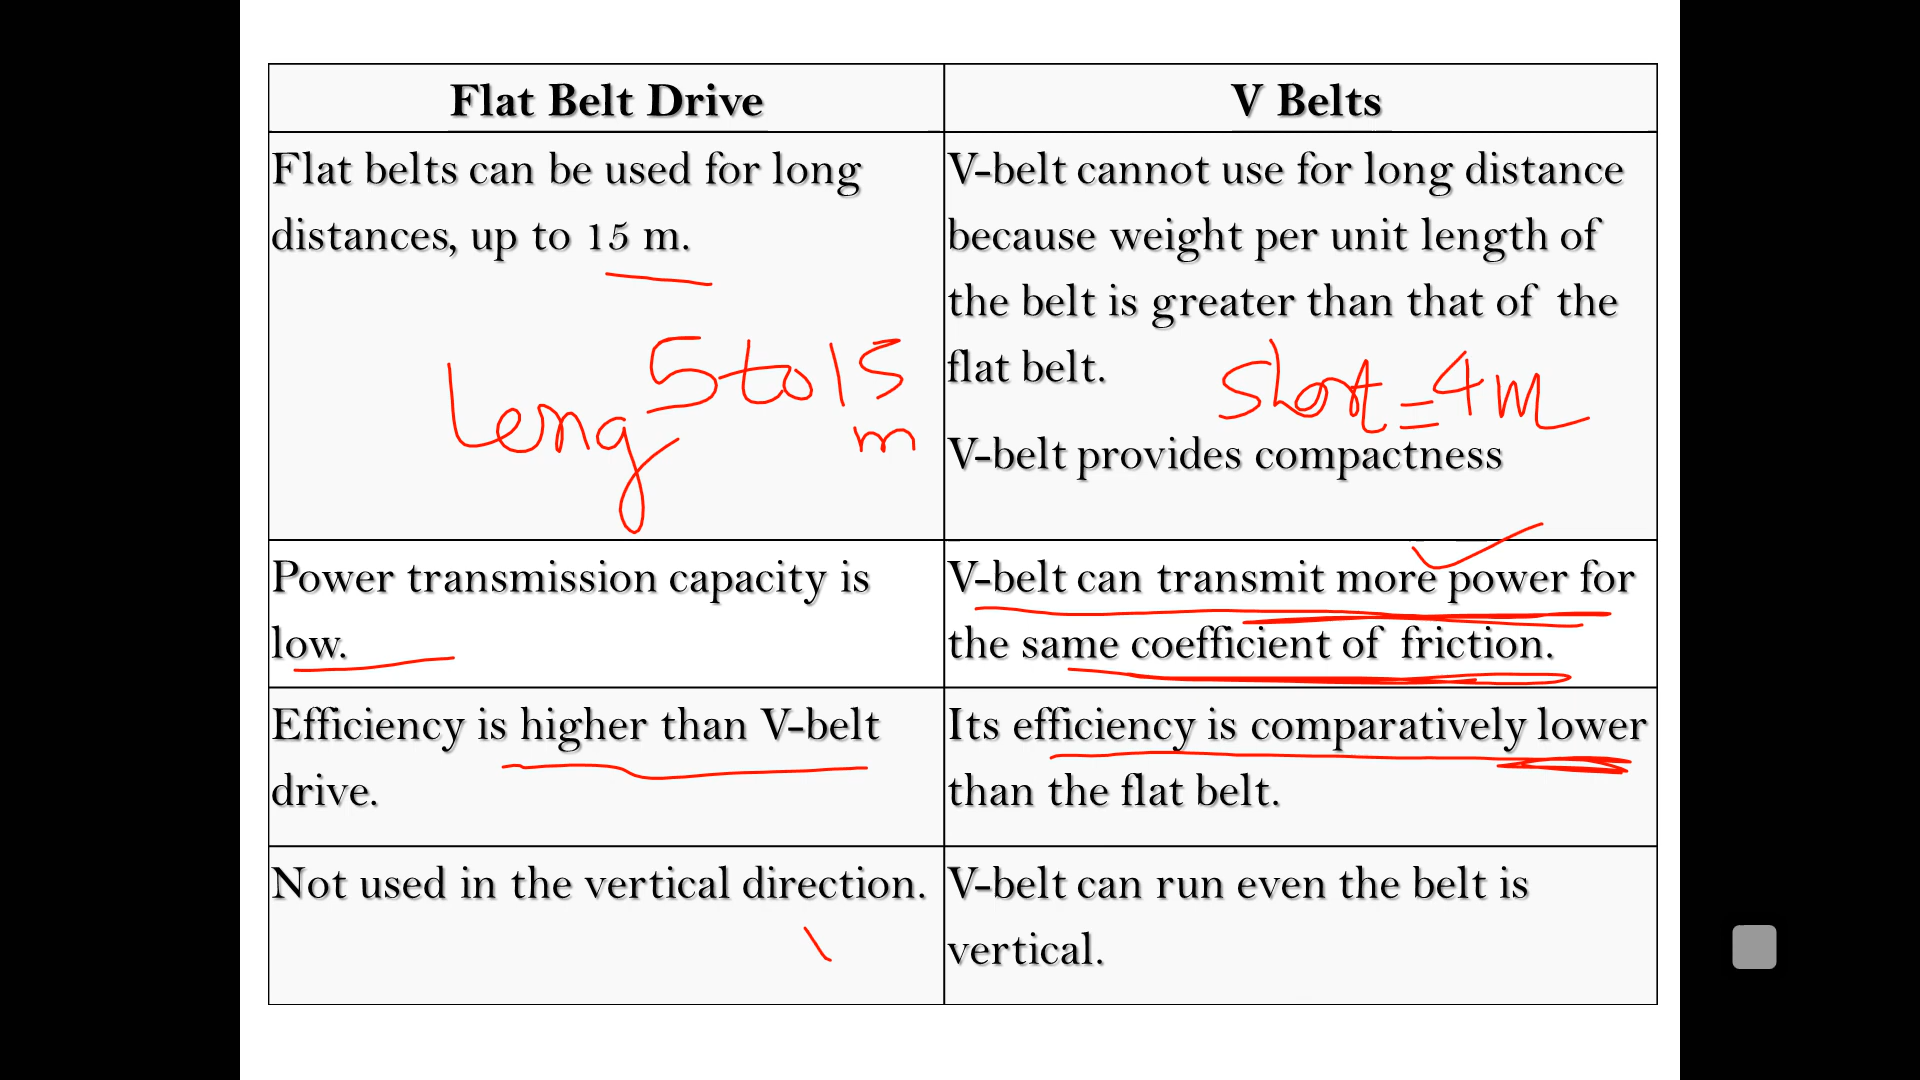 Flat Belt Drive
V Belts
Flat belts can be used for long
distances, up to 15 m.
Long 5 to 15
m
V-belt cannot use for long distance
because weight per unit length of
the belt is greater than that of the
flat belt.
Short = 4 m
V-belt provides compactness
Power transmission capacity is
low.
V-belt can transmit more power for
the same coefficient of friction.
Efficiency is higher than V-belt
drive.
Its efficiency is comparatively lower
than the flat belt.
Not used in the vertical direction.
V-belt can run even the belt is
vertical.